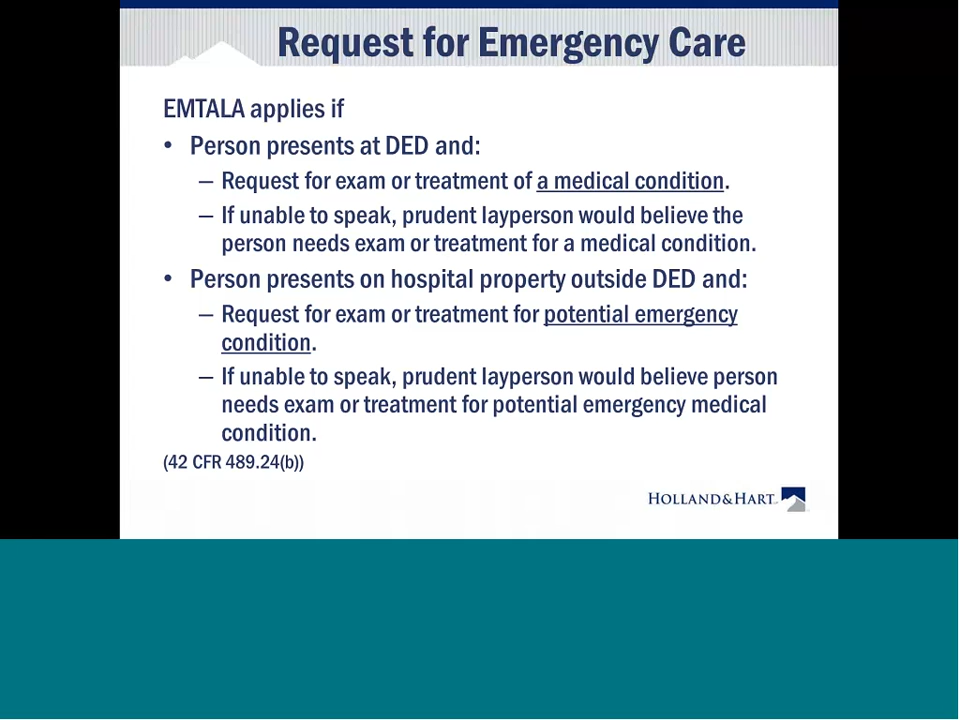 Request for Emergency Care
EMTALA applies if
• Person presents at DED and:
– Request for exam or treatment of a medical condition.
– If unable to speak, prudent layperson would believe the
person needs exam or treatment for a medical condition.
• Person presents on hospital property outside DED and:
– Request for exam or treatment for potential emergency
condition.
– If unable to speak, prudent layperson would believe person
needs exam or treatment for potential emergency medical
condition.
(42 CFR 489.24(b))
HOLLAND&HART